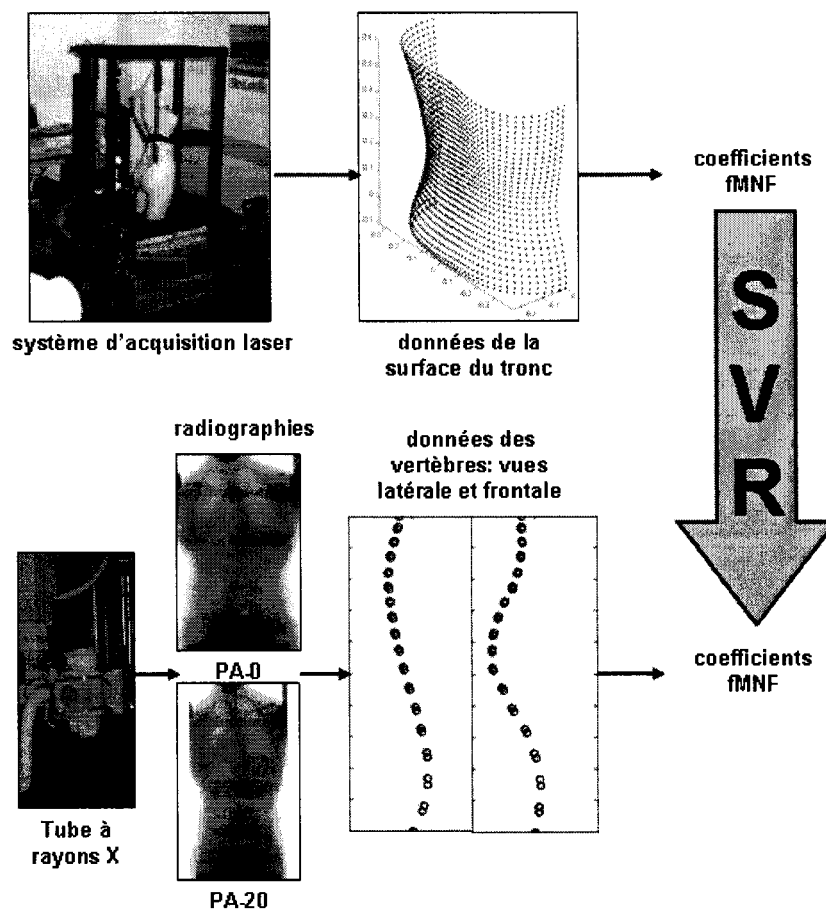 coefficients
fMNF
système d'acquisition laser
données de la
surface du tronc
S
V
R
radiographies
données des
vertèbres: vues
latérale et frontale
PA-0
coefficients
fMNF
Tube à
rayons X
PA-20